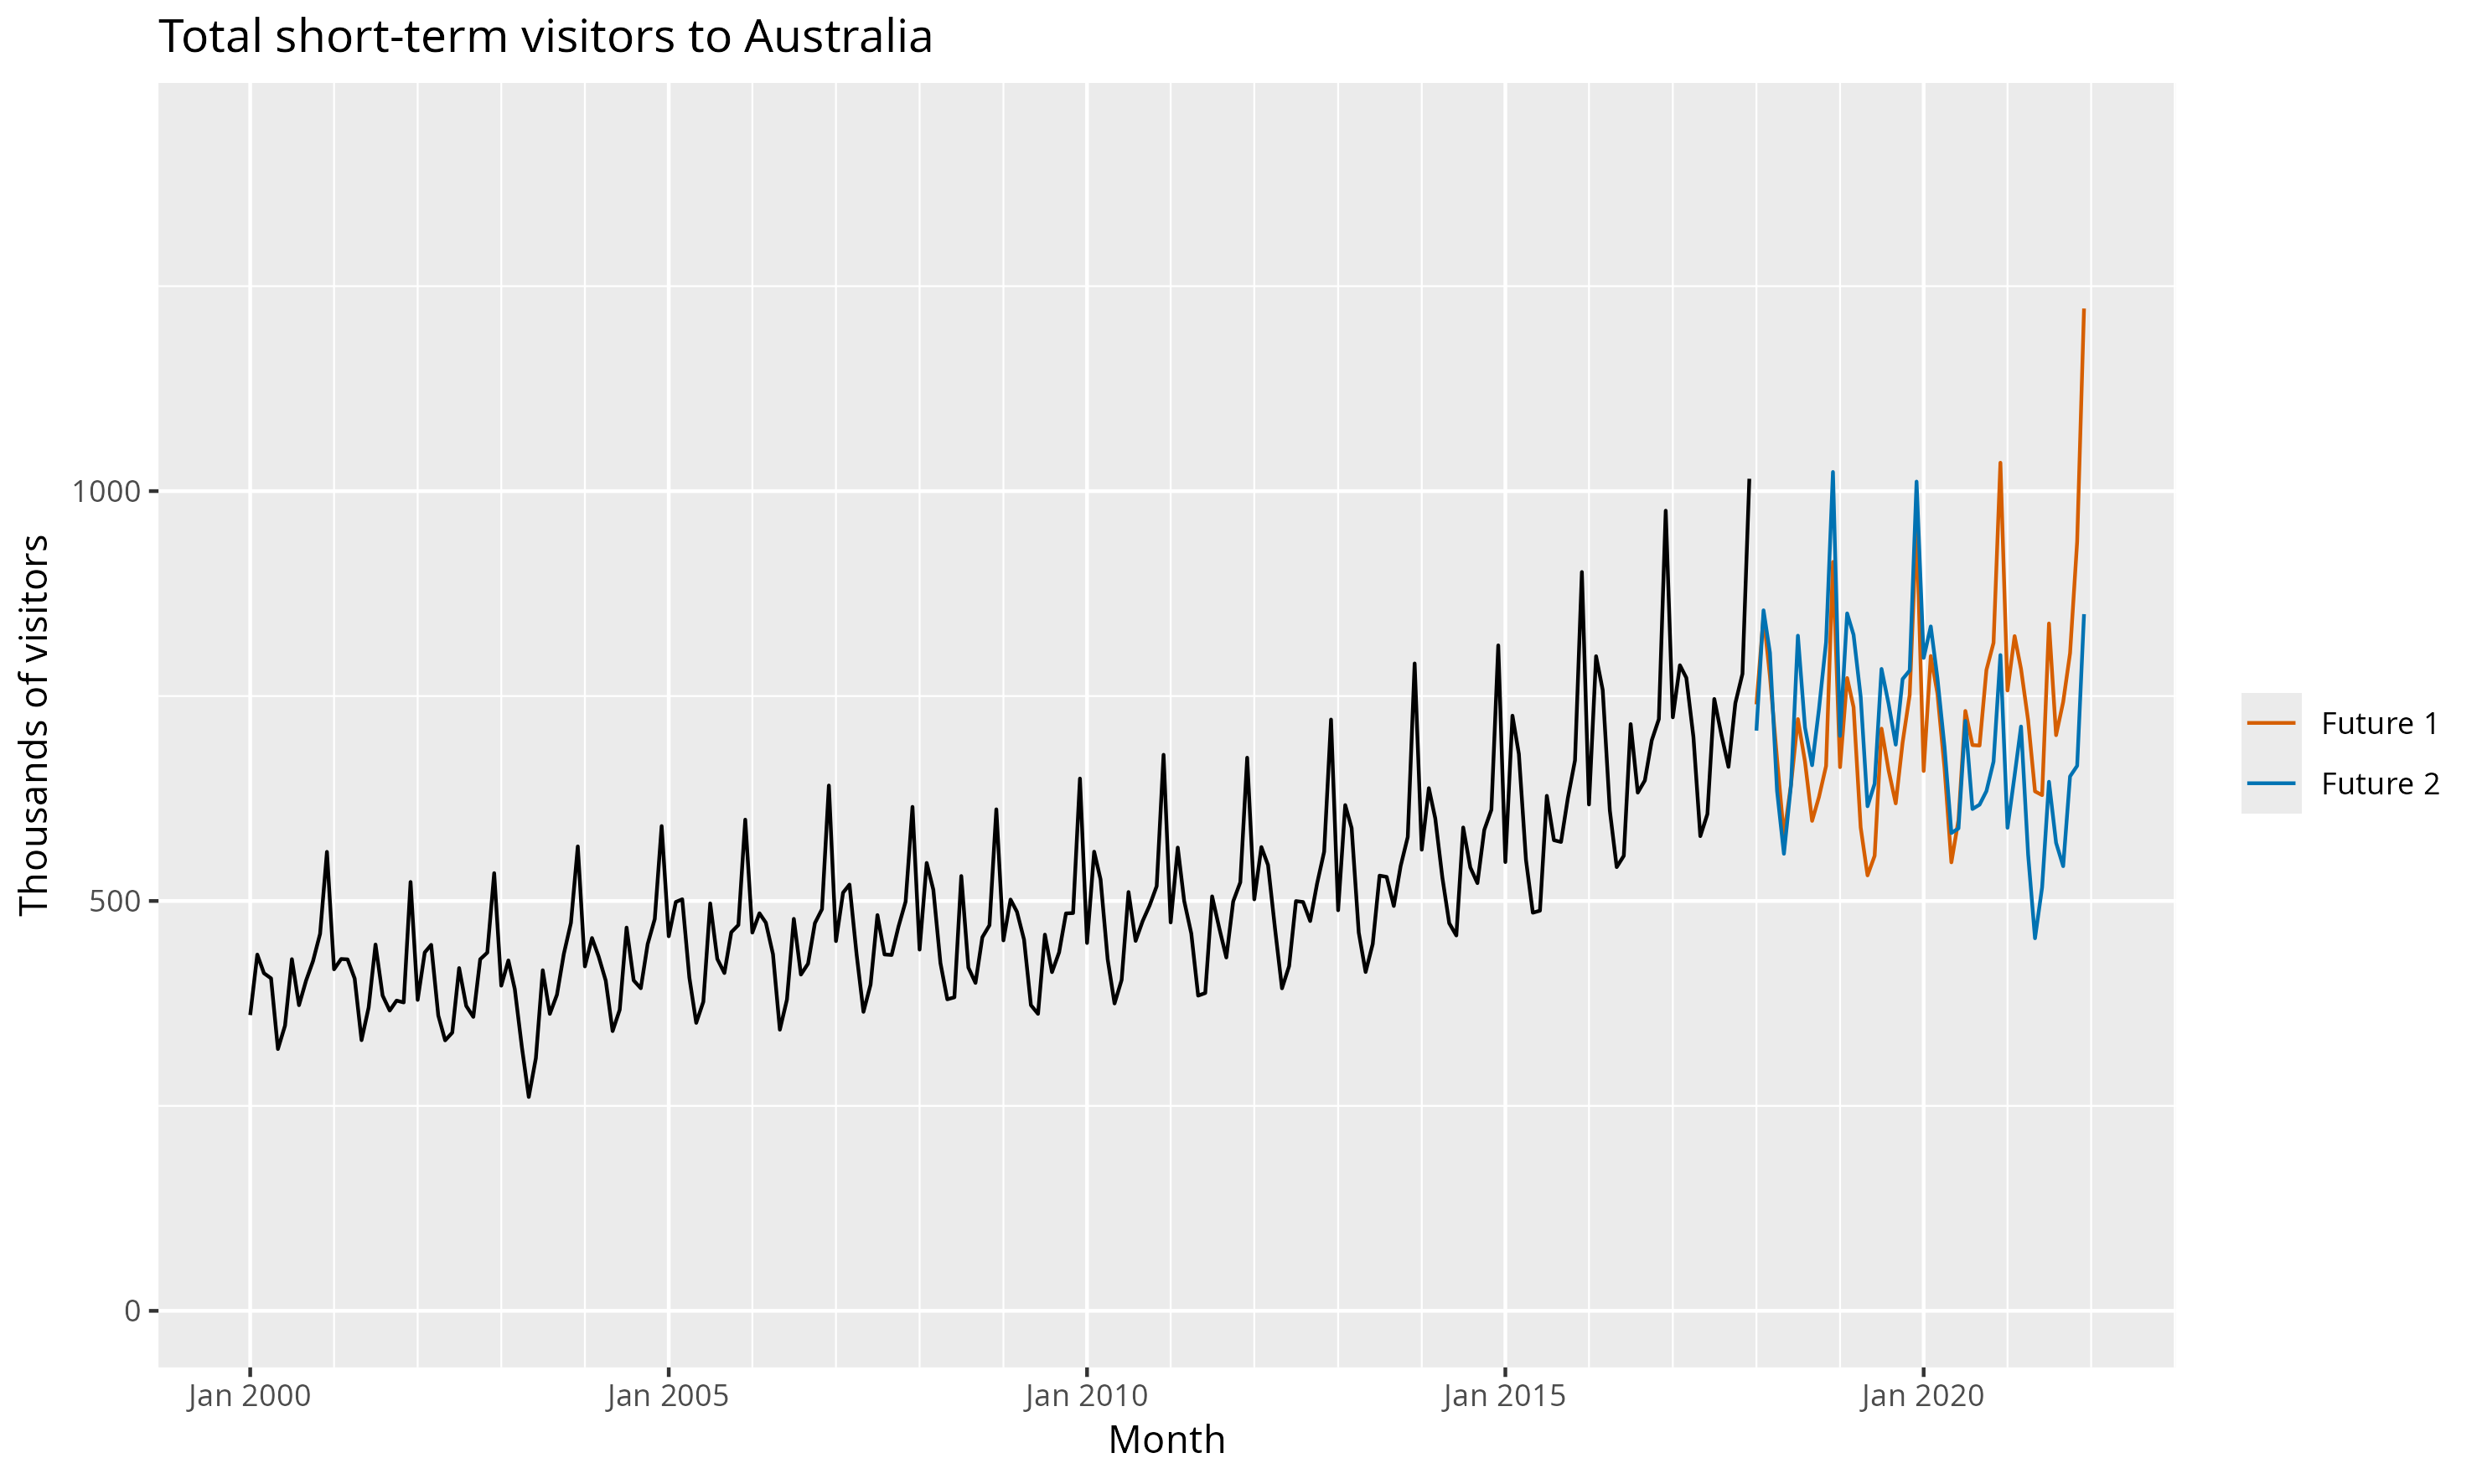 Total short-term visitors to Australia
Thousands of visitors
1000
500
0
Jan 2000
Jan 2005
Jan 2010
Jan 2015
Jan 2020
Month
Future 1
Future 2